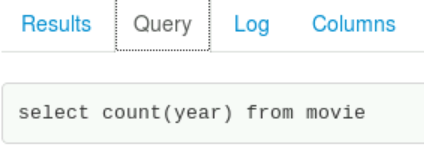 Results Query Log Columns
select count(year) from movie